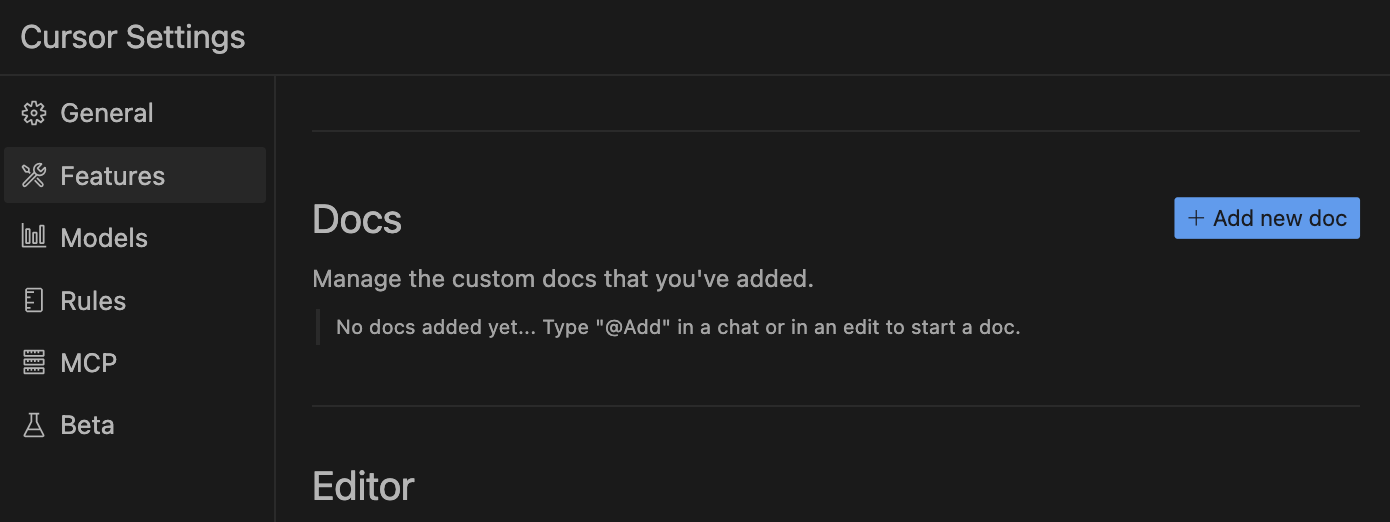 Cursor Settings
General
Features
Models
Rules
MCP
Beta
Docs
+ Add new doc
Manage the custom docs that you've added.
No docs added yet... Type "@Add" in a chat or in an edit to start a doc.
Editor